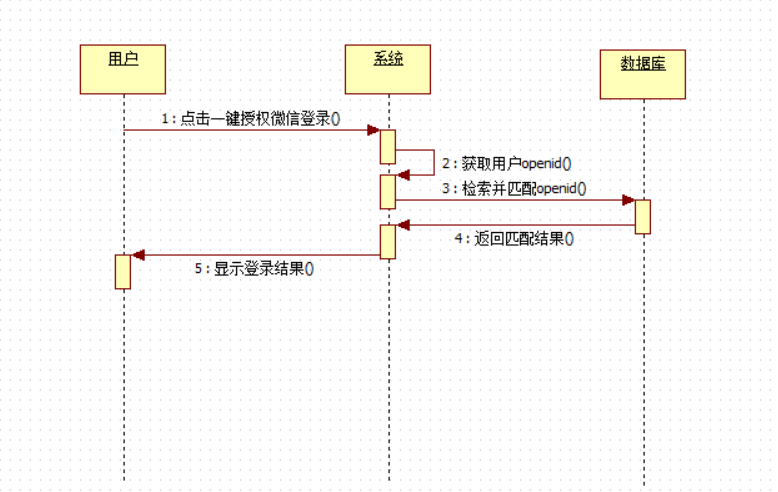 用户
系统
数据库
1 : 点击一键授权微信登录()
2 : 获取用户openid()
3 : 检索并匹配openid()
4 : 返回匹配结果()
5 : 显示登录结果()